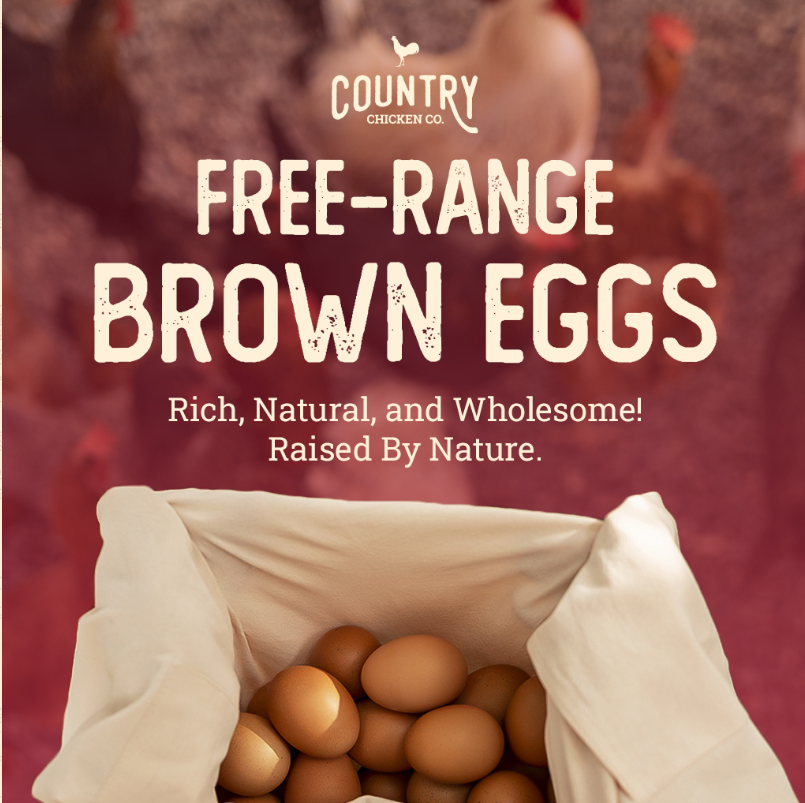 COUNTRY
CHICKEN CO.
FREE-RANGE
BROWN EGGS
Rich, Natural, and Wholesome!
Raised By Nature.